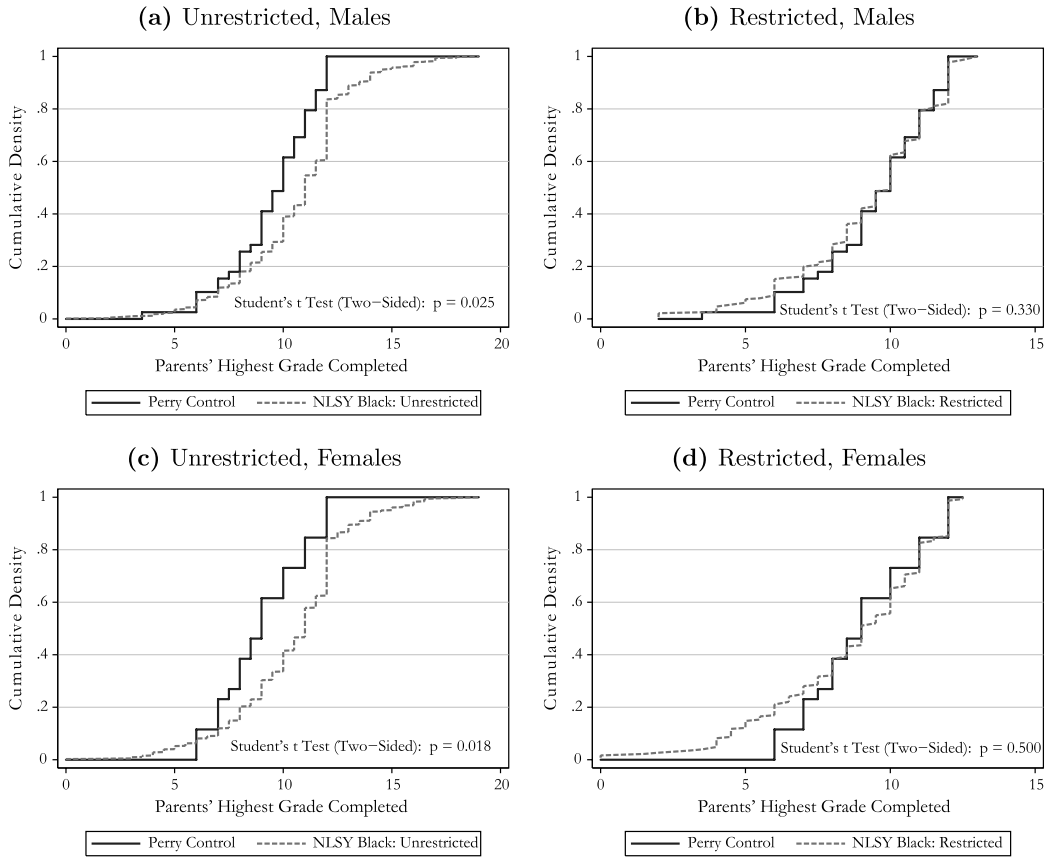 (a) Unrestricted, Males
Cumulative Density
1
.8
.6
.4
.2
0
Student's t Test (Two−Sided): p = 0.025
0 5 10 15 20
Parents' Highest Grade Completed
Perry Control NLSY Black: Unrestricted
(b) Restricted, Males
Cumulative Density
1
.8
.6
.4
.2
0
Student's t Test (Two−Sided): p = 0.330
0 5 10 15
Parents' Highest Grade Completed
Perry Control NLSY Black: Restricted
(c) Unrestricted, Females
Cumulative Density
1
.8
.6
.4
.2
0
Student's t Test (Two−Sided): p = 0.018
0 5 10 15 20
Parents' Highest Grade Completed
Perry Control NLSY Black: Unrestricted
(d) Restricted, Females
Cumulative Density
1
.8
.6
.4
.2
0
Student's t Test (Two−Sided): p = 0.500
0 5 10 15
Parents' Highest Grade Completed
Perry Control NLSY Black: Restricted